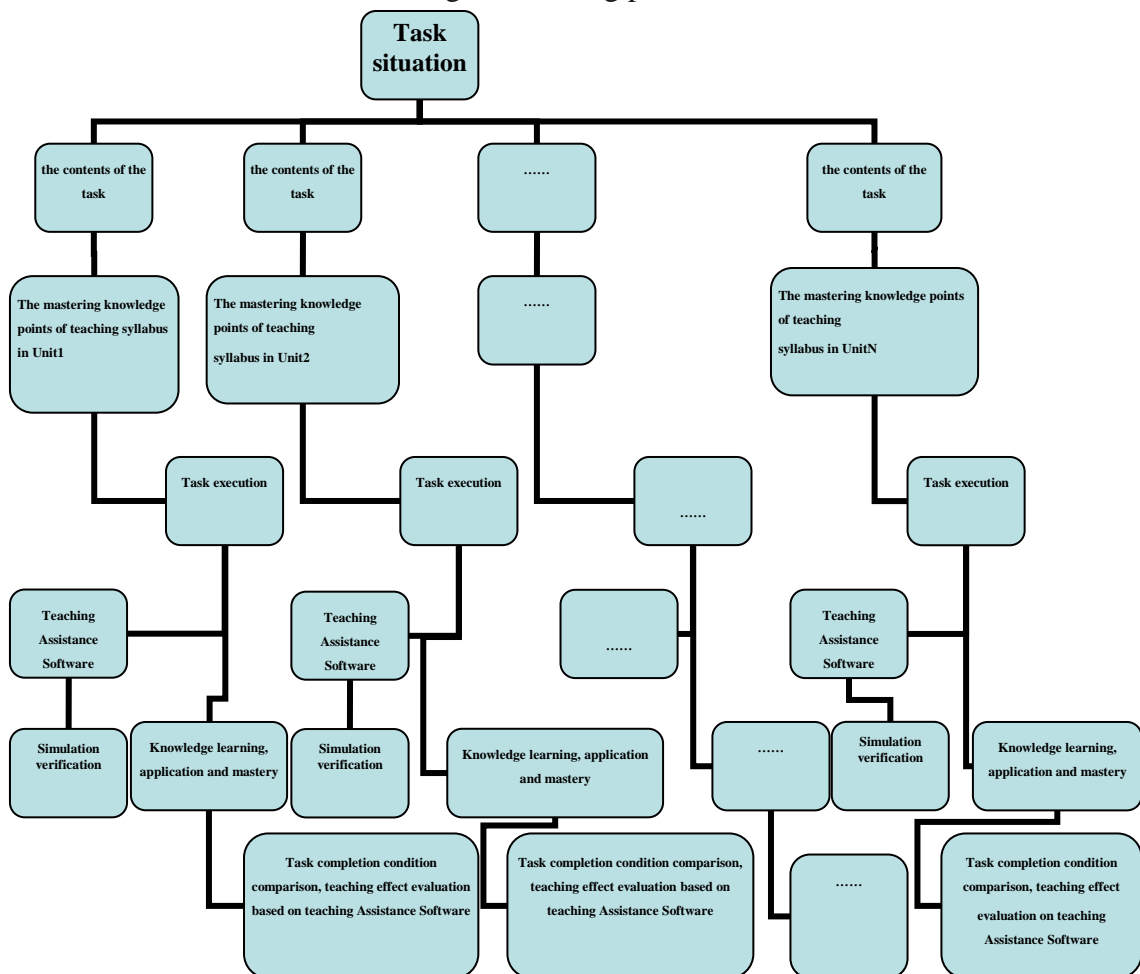 Task
situation
the contents of the
task
the contents of the
task
......
the contents of the
task
The mastering knowledge
points of teaching syllabus
in Unit1
The mastering knowledge
points of teaching
syllabus in Unit2
......
The mastering knowledge points
of teaching
syllabus in UnitN
Task execution
Task execution
......
Task execution
Teaching
Assistance
Software
Teaching
Assistance
Software
......
Teaching
Assistance
Software
Simulation
verification
Knowledge learning,
application and mastery
Simulation
verification
Knowledge learning, application
and mastery
......
Simulation
verification
Knowledge learning,
application and mastery
Task completion condition
comparison, teaching effect evaluation
based on teaching Assistance Software
Task completion condition comparison,
teaching effect evaluation based on
teaching Assistance Software
......
Task completion condition
comparison, teaching effect
evaluation on teaching
Assistance Software